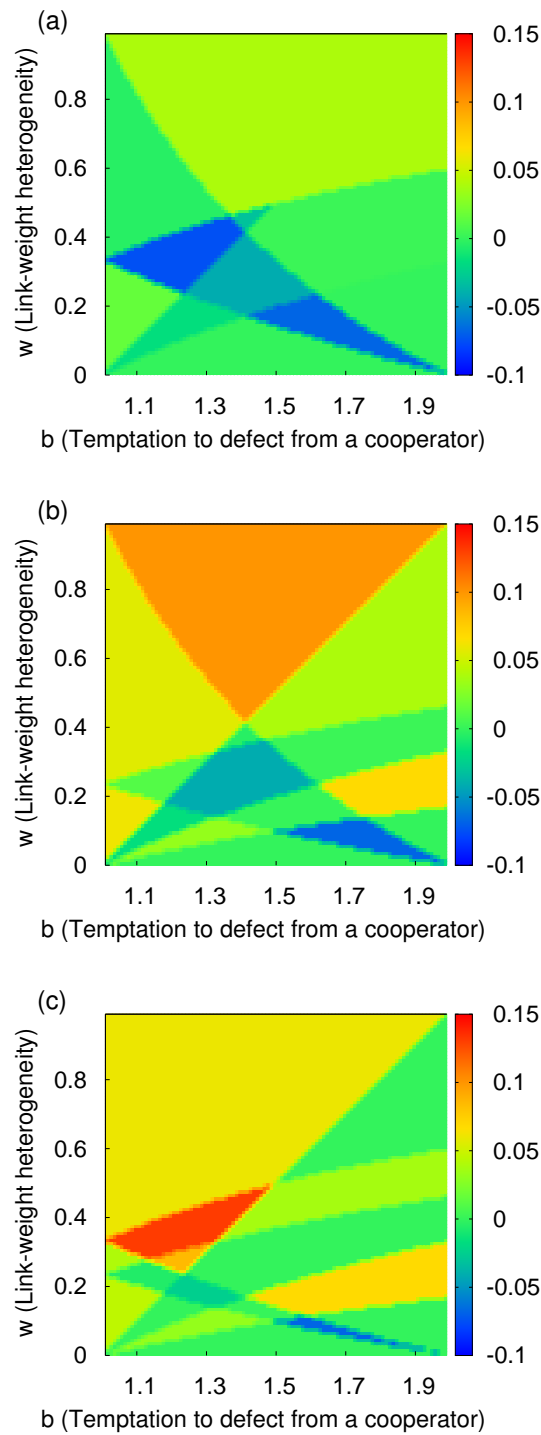 (a)
w (Link-weight heterogeneity)
0.8
0.6
0.4
0.2
0
1.1 1.3 1.5 1.7 1.9
b (Temptation to defect from a cooperator)
0.15
0.1
0.05
0
-0.05
-0.1
(b)
w (Link-weight heterogeneity)
0.8
0.6
0.4
0.2
0
1.1 1.3 1.5 1.7 1.9
b (Temptation to defect from a cooperator)
0.15
0.1
0.05
0
-0.05
-0.1
(c)
w (Link-weight heterogeneity)
0.8
0.6
0.4
0.2
0
1.1 1.3 1.5 1.7 1.9
b (Temptation to defect from a cooperator)
0.15
0.1
0.05
0
-0.05
-0.1